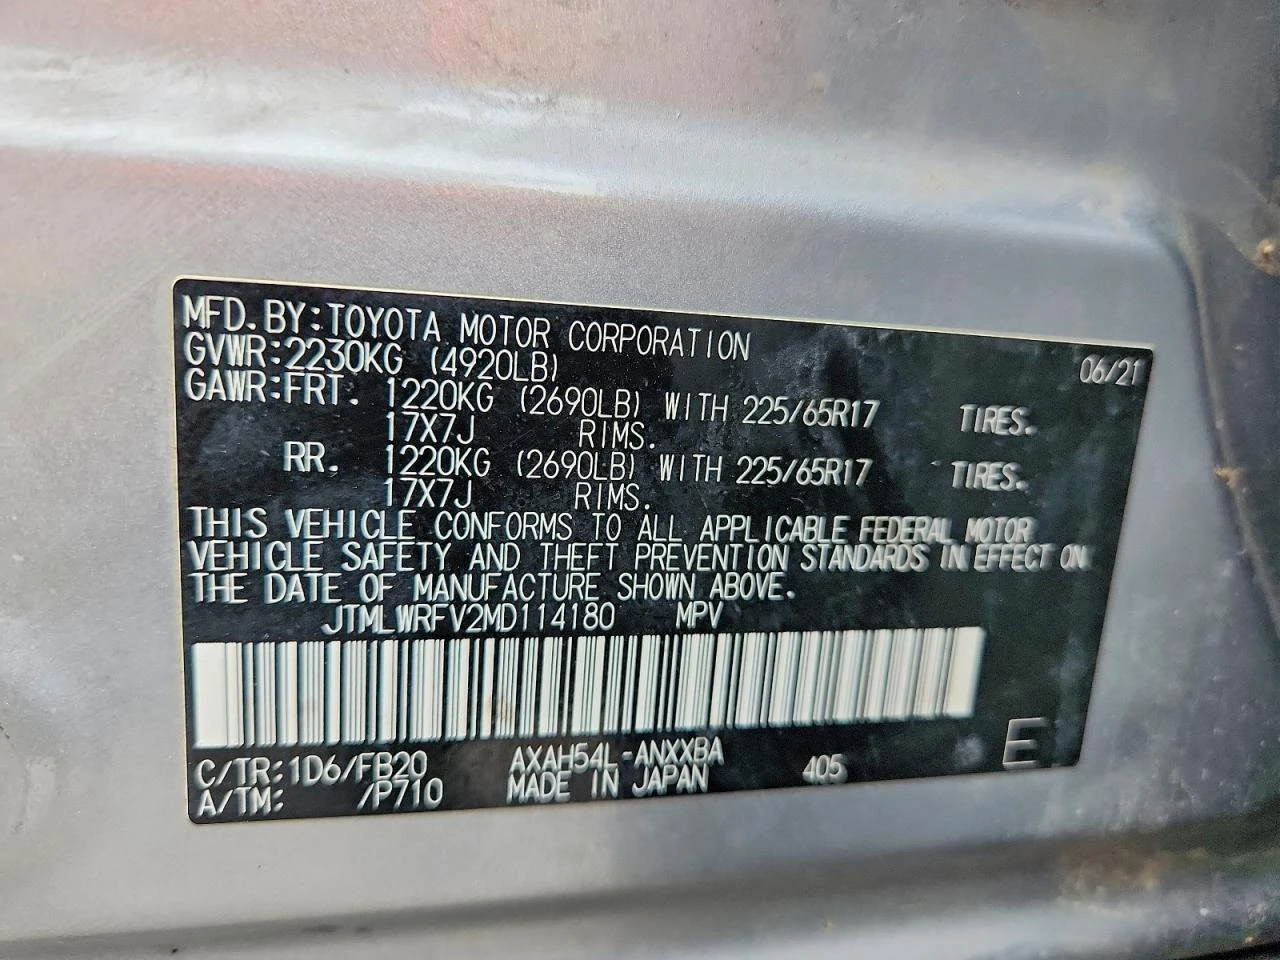 MFD.BY:TOYOTA MOTOR CORPORATION 06/21
GVWR:2230KG (4920LB)
GAWR:FRT. 1220KG (2690LB) WITH 225/65R17 TIRES.
17X7J RIMS.
RR. 1220KG (2690LB) WITH 225/65R17 TIRES.
17X7J RIMS.
THIS VEHICLE CONFORMS TO ALL APPLICABLE FEDERAL MOTOR
VEHICLE SAFETY AND THEFT PREVENTION STANDARDS IN EFFECT ON
THE DATE OF MANUFACTURE SHOWN ABOVE.
JTMLWRFV2MD114180 MPV
C/TR:1D6/FB20 AXAH54L-ANXXBA 405 E
A/TM: /P710 MADE IN JAPAN